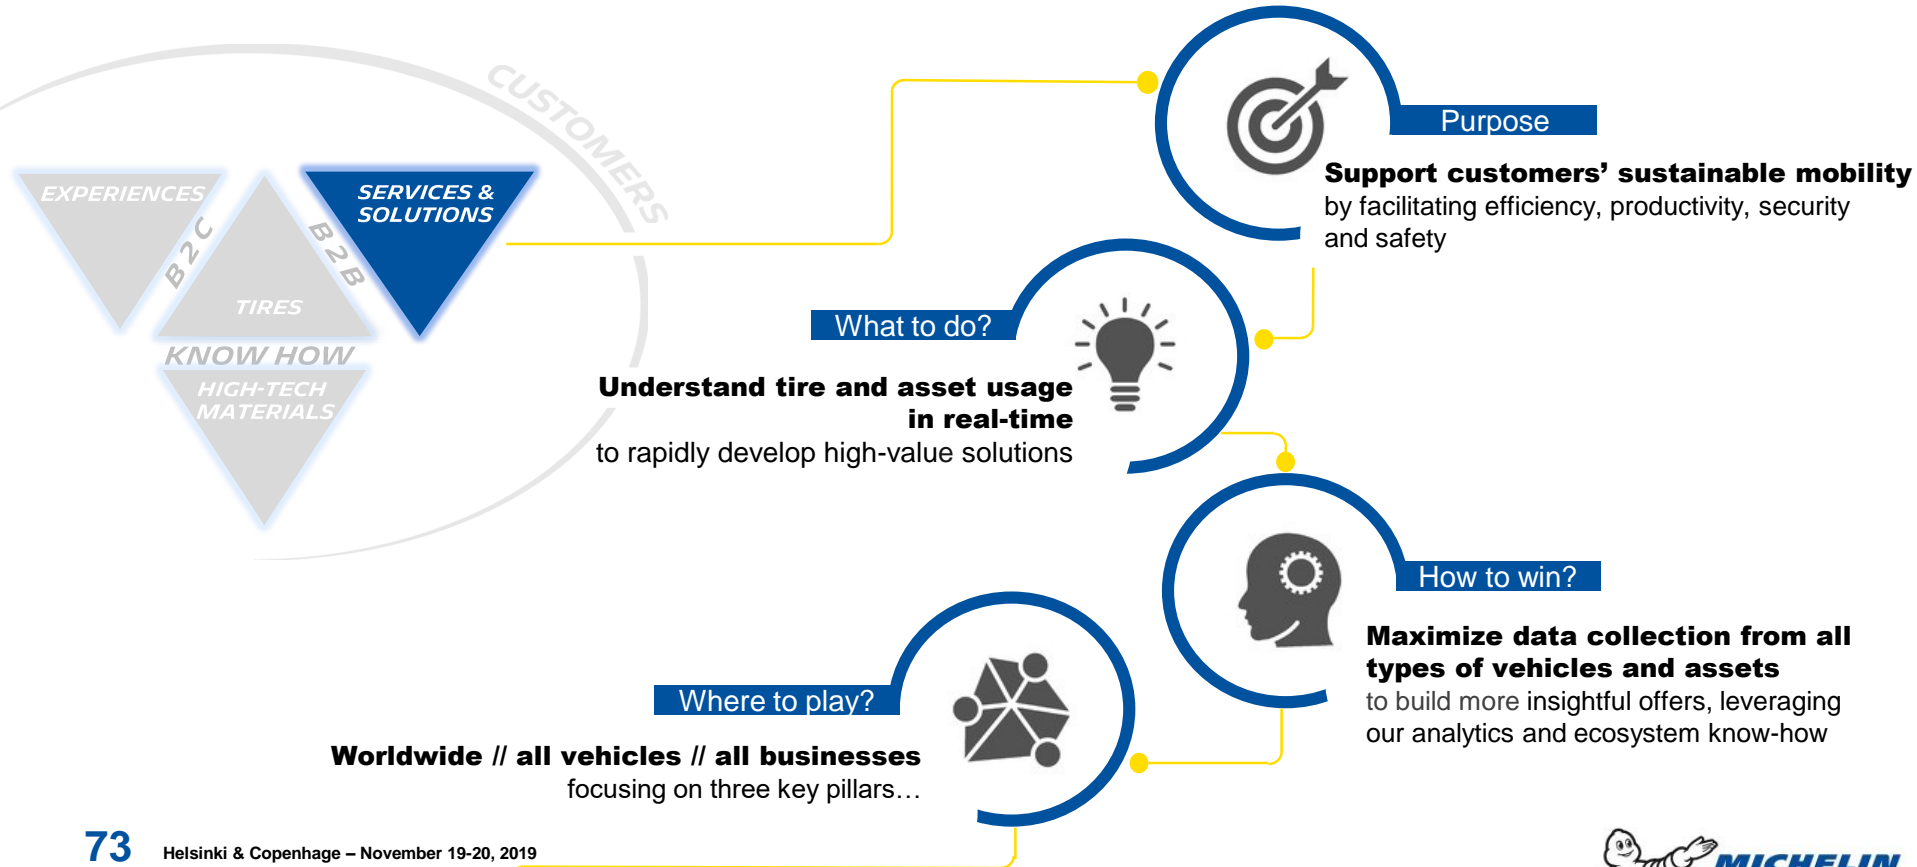 CUSTOMERS
EXPERIENCES
B2C
TIRES
B2B
SERVICES &
SOLUTIONS
KNOW HOW
HIGH-TECH
MATERIALS
Purpose
Support customers’ sustainable mobility
by facilitating efficiency, productivity, security
and safety
What to do?
Understand tire and asset usage
in real-time
to rapidly develop high-value solutions
How to win?
Maximize data collection from all
types of vehicles and assets
to build more insightful offers, leveraging
our analytics and ecosystem know-how
Where to play?
Worldwide // all vehicles // all businesses
focusing on three key pillars…
73
Helsinki & Copenhage – November 19-20, 2019
MICHELIN